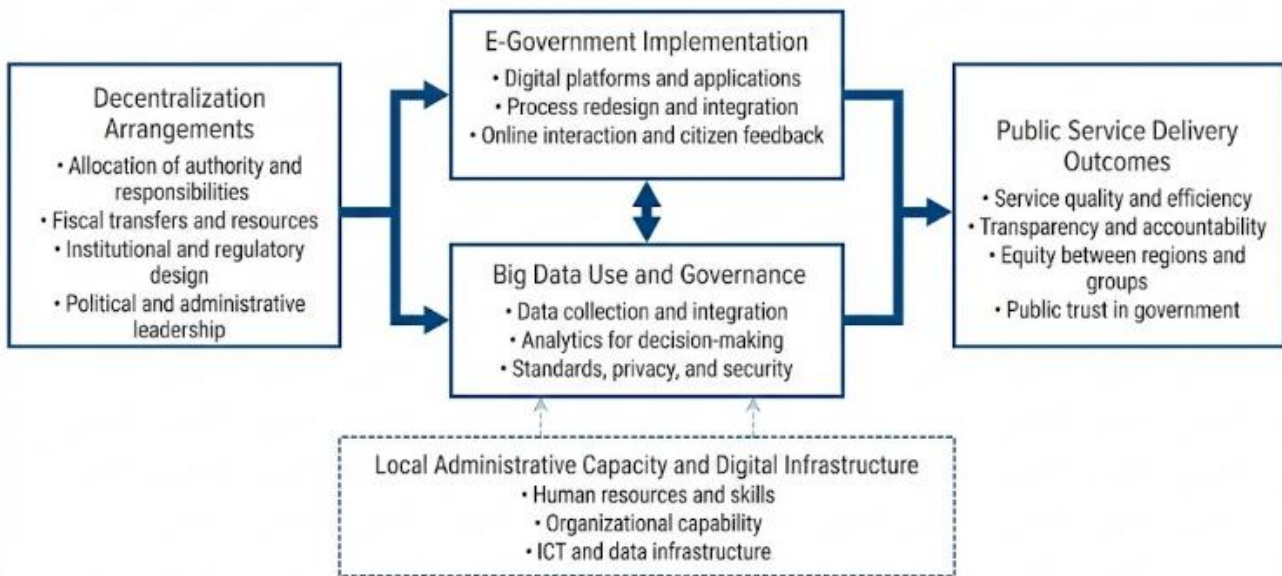 Decentralization
Arrangements
• Allocation of authority and
responsibilities
• Fiscal transfers and resources
• Institutional and regulatory
design
• Political and administrative
leadership
E-Government Implementation
• Digital platforms and applications
• Process redesign and integration
• Online interaction and citizen feedback
Big Data Use and Governance
• Data collection and integration
• Analytics for decision-making
• Standards, privacy, and security
Public Service Delivery
Outcomes
• Service quality and efficiency
• Transparency and accountability
• Equity between regions and
groups
• Public trust in government
Local Administrative Capacity and Digital Infrastructure
• Human resources and skills
• Organizational capability
• ICT and data infrastructure